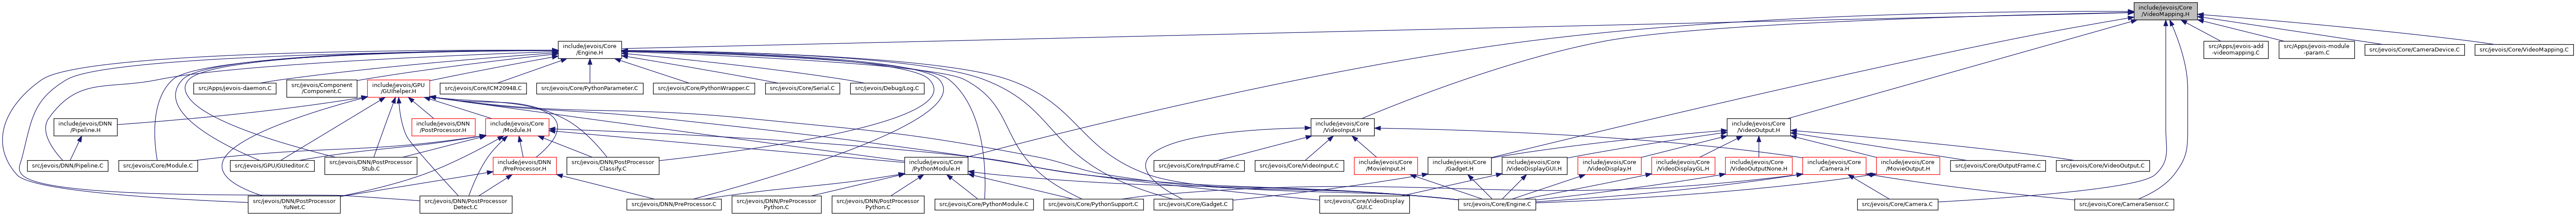 include/jevois/Core
/VideoMapping.H
include/jevois/Core
/Engine.H
src/Apps/jevois-add
-videomapping.C
src/Apps/jevois-module
-param.C
src/jevois/Core/CameraDevice.C
src/jevois/Core/VideoMapping.C
src/Apps/jevois-daemon.C
src/jevois/Component
/Component.C
include/jevois/GPU
/GUIhelper.H
src/jevois/Core/ICM20948.C
src/jevois/Core/PythonParameter.C
src/jevois/Core/PythonWrapper.C
src/jevois/Core/Serial.C
src/jevois/Debug/Log.C
include/jevois/DNN
/Pipeline.H
include/jevois/DNN
/PostProcessor.H
include/jevois/Core
/Module.H
include/jevois/Core
/VideoInput.H
include/jevois/Core
/VideoOutput.H
src/jevois/DNN/Pipeline.C
src/jevois/Core/Module.C
src/jevois/GPU/GUIeditor.C
src/jevois/DNN/PostProcessor
Stub.C
include/jevois/DNN
/PreProcessor.H
src/jevois/DNN/PostProcessor
Classify.C
include/jevois/Core
/PythonModule.H
src/jevois/Core/InputFrame.C
src/jevois/Core/VideoInput.C
include/jevois/Core
/MovieInput.H
include/jevois/Core
/Gadget.H
include/jevois/Core
/VideoDisplayGUI.H
include/jevois/Core
/VideoDisplay.H
include/jevois/Core
/VideoDisplayGL.H
include/jevois/Core
/VideoOutputNone.H
include/jevois/Core
/Camera.H
include/jevois/Core
/MovieOutput.H
src/jevois/Core/OutputFrame.C
src/jevois/Core/VideoOutput.C
src/jevois/DNN/PostProcessor
YuNet.C
src/jevois/DNN/PostProcessor
Detect.C
src/jevois/DNN/PreProcessor.C
src/jevois/DNN/PreProcessor
Python.C
src/jevois/DNN/PostProcessor
Python.C
src/jevois/Core/PythonModule.C
src/jevois/Core/PythonSupport.C
src/jevois/Core/Gadget.C
src/jevois/Core/VideoDisplay
GUI.C
src/jevois/Core/Engine.C
src/jevois/Core/Camera.C
src/jevois/Core/CameraSensor.C